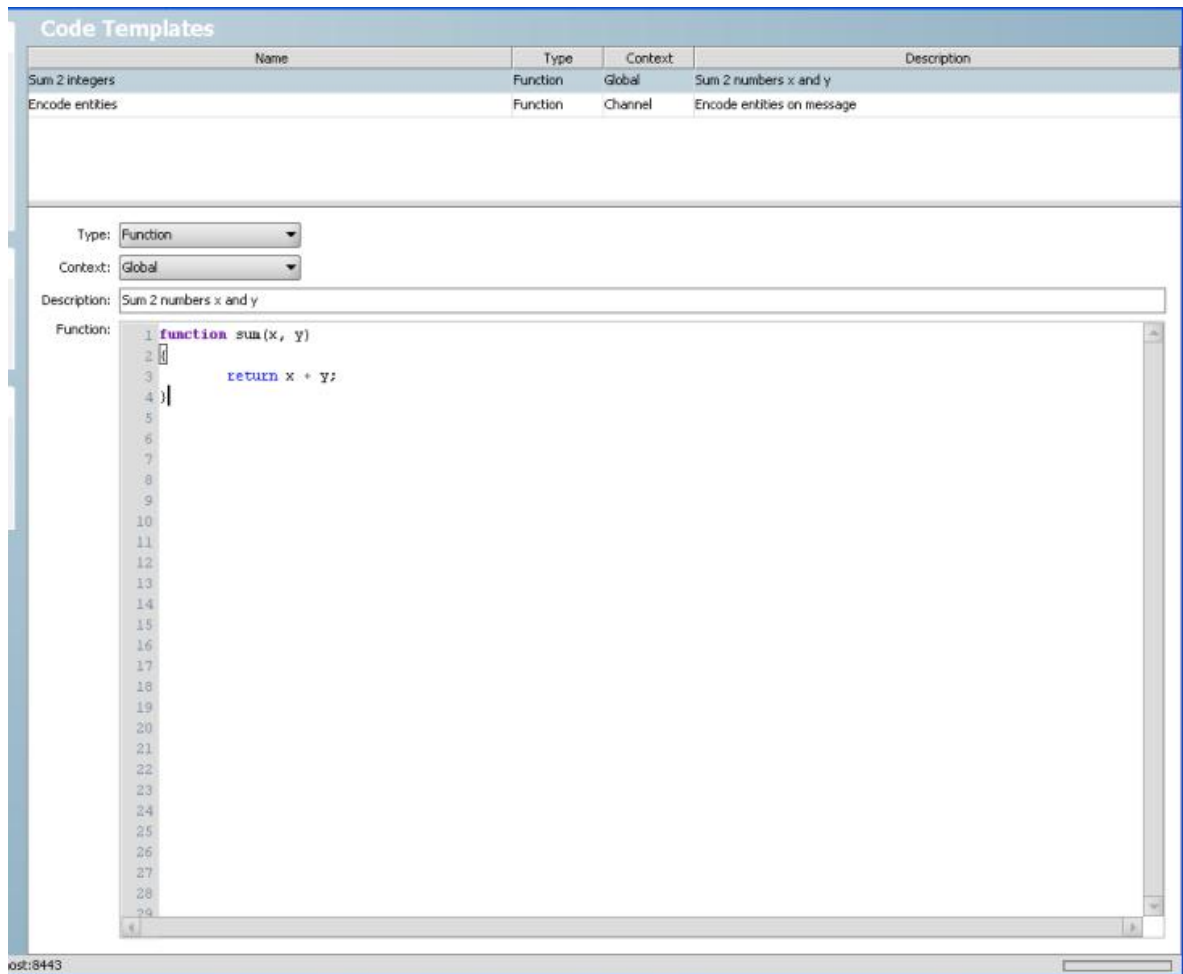 Code Templates
Name Type Context Description
Sum 2 integers Function Global Sum 2 numbers x and y
Encode entities Function Channel Encode entities on message
Type: Function
Context: Global
Description: Sum 2 numbers x and y
Function:
1 function sum(x, y)
2 {
3 return x + y;
4 }
5
6
7
8
9
10
11
12
13
14
15
16
17
18
19
20
21
22
23
24
25
26
27
28
29
ost:8443